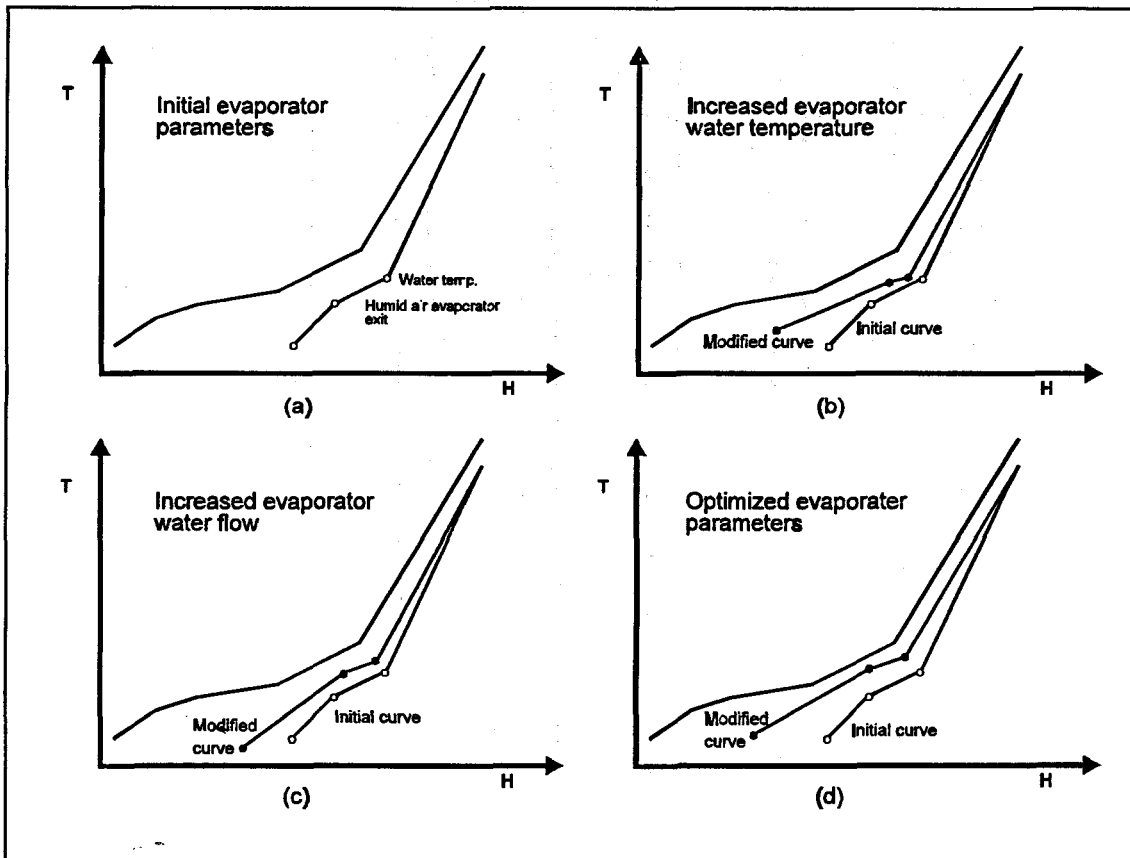 T
Initial evaporator
parameters
Water temp.
Humid air evaporator
exit
H
(a)
T
Increased evaporator
water temperature
Modified curve
Initial curve
H
(b)
T
Increased evaporator
water flow
Modified
curve
Initial curve
H
(c)
T
Optimized evaporater
parameters
Modified
curve
Initial curve
H
(d)